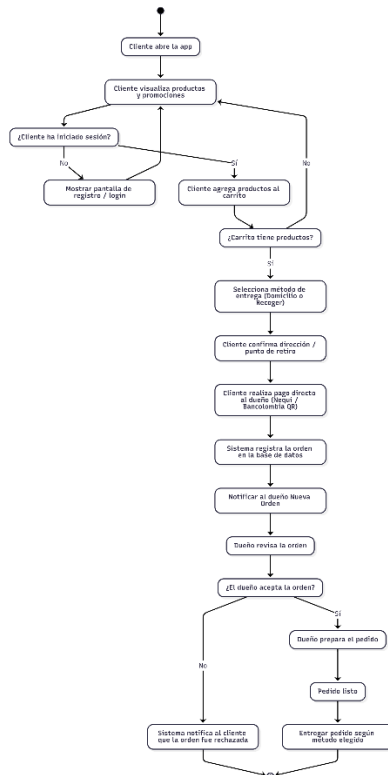 Cliente abre la app
Cliente visualiza productos
y promociones
¿Cliente ha iniciado sesión?
No
Sí
No
Mostrar pantalla de
registro / login
Cliente agrega productos al
carrito
¿Carrito tiene productos?
Sí
Selecciona método de
entrega (Domicilio o
Recoger)
Cliente confirma dirección /
punto de retiro
Cliente realiza pago directo
al dueño (Nequi /
Bancolombia QR)
Sistema registra la orden
en la base de datos
Notificar al dueño Nueva
Orden
Dueño revisa la orden
¿El dueño acepta la orden?
Sí
Dueño prepara el pedido
No
Pedido listo
Sistema notifica al cliente
que la orden fue rechazada
Entregar pedido según
método elegido